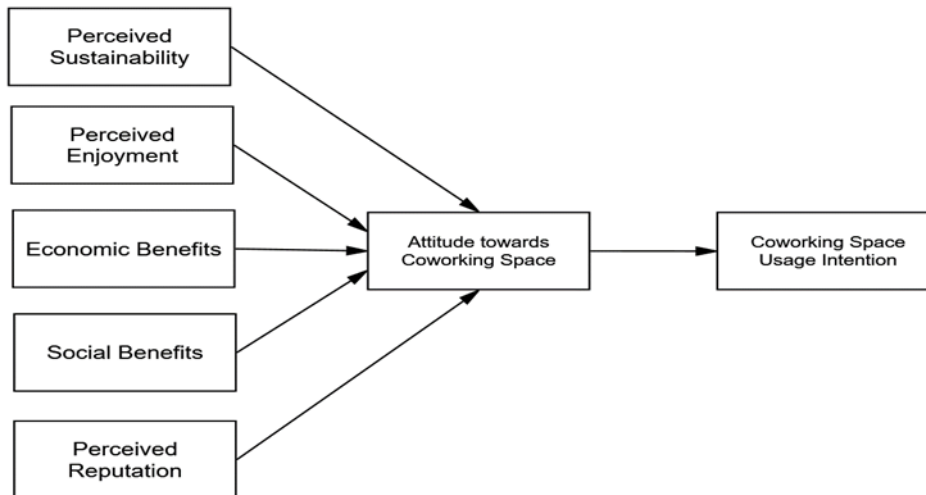 Perceived
Sustainability
Perceived
Enjoyment
Economic Benefits
Social Benefits
Perceived
Reputation
Attitude towards
Coworking Space
Coworking Space
Usage Intention